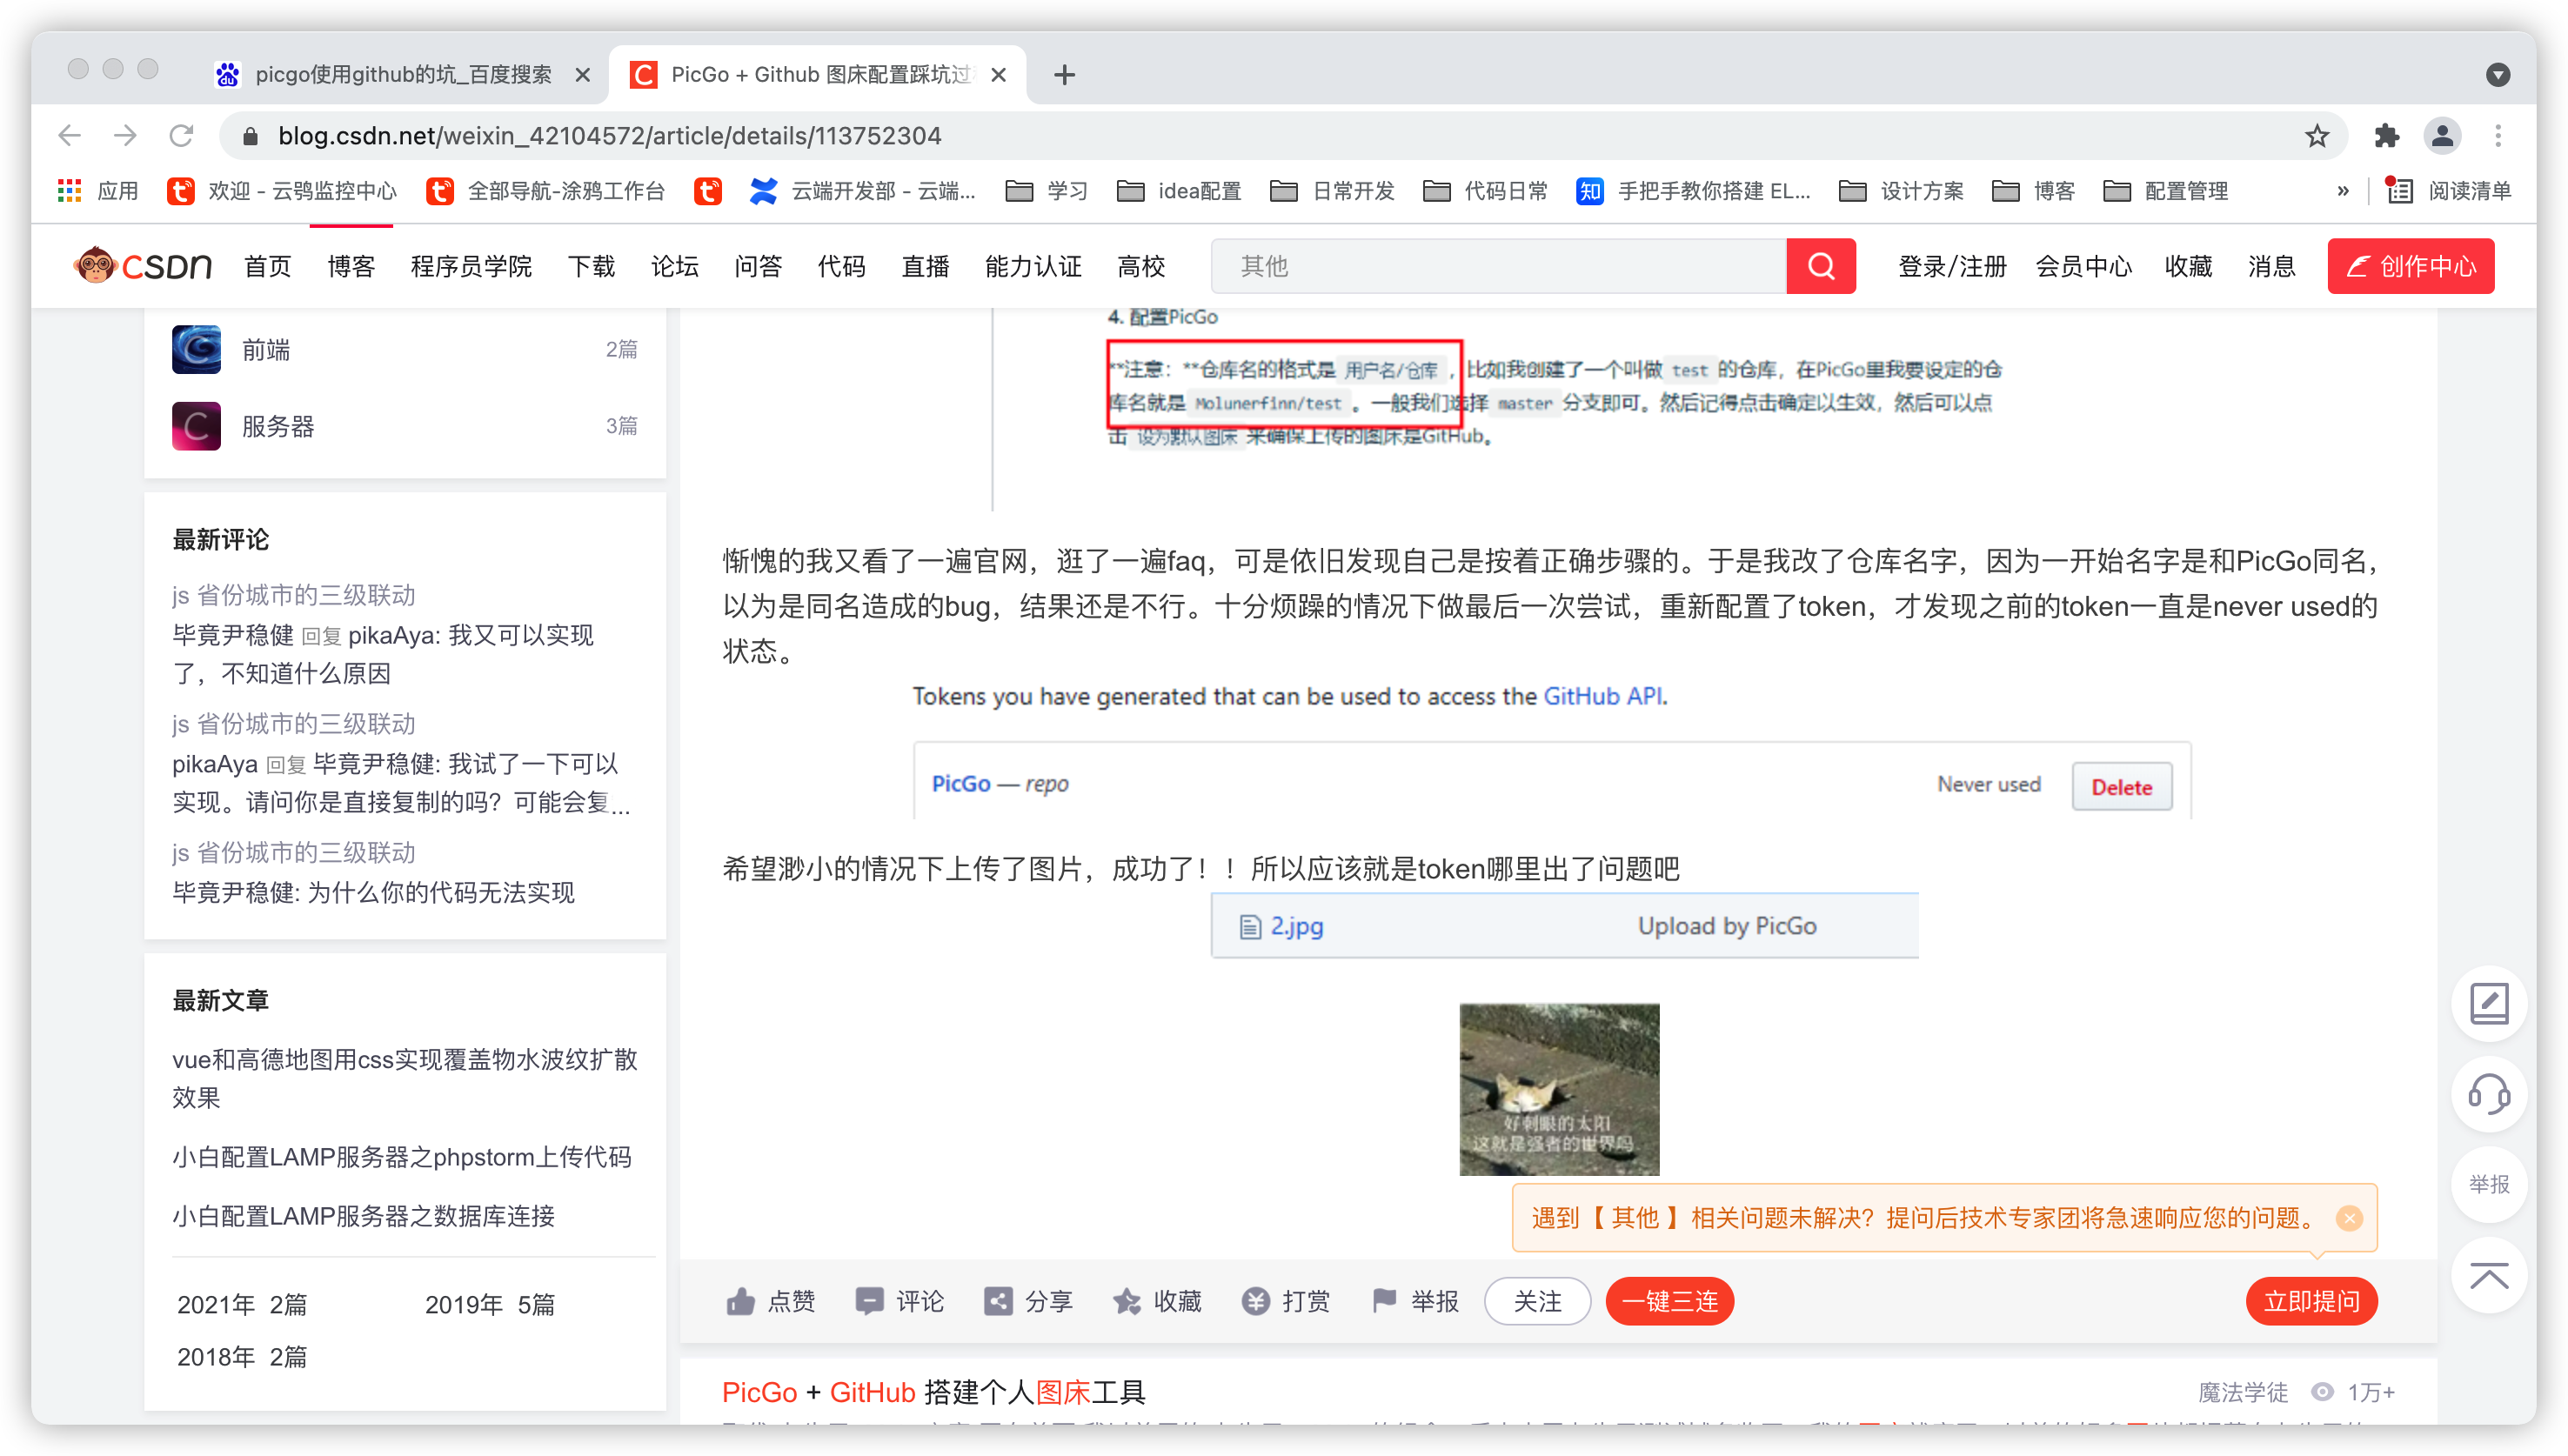 picgo使用github的坑_百度搜索
PicGo + Github 图床配置踩坑过
blog.csdn.net/weixin_42104572/article/details/113752304
应用 欢迎 - 云鸮监控中心 全部导航-涂鸦工作台 云端开发部 - 云端... 学习 idea配置 日常开发 代码日常 知 手把手教你搭建 EL... 设计方案 博客 配置管理 » 阅读清单
CSDN 首页 博客 程序员学院 下载 论坛 问答 代码 直播 能力认证 高校 其他 登录/注册 会员中心 收藏 消息 创作中心
前端 2篇
服务器 3篇
最新评论
js 省份城市的三级联动
毕竟尹稳健 回复 pikaAya: 我又可以实现
了，不知道什么原因
js 省份城市的三级联动
pikaAya 回复 毕竟尹稳健: 我试了一下可以
实现。请问你是直接复制的吗？可能会复...
js 省份城市的三级联动
毕竟尹稳健: 为什么你的代码无法实现
最新文章
vue和高德地图用css实现覆盖物水波纹扩散
效果
小白配置LAMP服务器之phpstorm上传代码
小白配置LAMP服务器之数据库连接
2021年 2篇 2019年 5篇
2018年 2篇
4. 配置PicGo
**注意：**仓库名的格式是 用户名/仓库 ，比如我创建了一个叫做 test 的仓库，在PicGo里我要设定的仓
库名就是 Molunerfinn/test 。一般我们选择 master 分支即可。然后记得点击确定以生效，然后可以点
击 设为默认图床 来确保上传的图床是GitHub。
惭愧的我又看了一遍官网，逛了一遍faq，可是依旧发现自己是按着正确步骤的。于是我改了仓库名字，因为一开始名字是和PicGo同名，
以为是同名造成的bug，结果还是不行。十分烦躁的情况下做最后一次尝试，重新配置了token，才发现之前的token一直是never used的
状态。
Tokens you have generated that can be used to access the GitHub API.
PicGo — repo Never used Delete
希望渺小的情况下上传了图片，成功了！！所以应该就是token哪里出了问题吧
2.jpg Upload by PicGo
好刺眼的太阳
这就是强者的世界吗
遇到【 其他 】相关问题未解决？提问后技术专家团将急速响应您的问题。
点赞 评论 分享 收藏 打赏 举报 关注 一键三连 立即提问
举报
PicGo + GitHub 搭建个人图床工具 魔法学徒 1万+